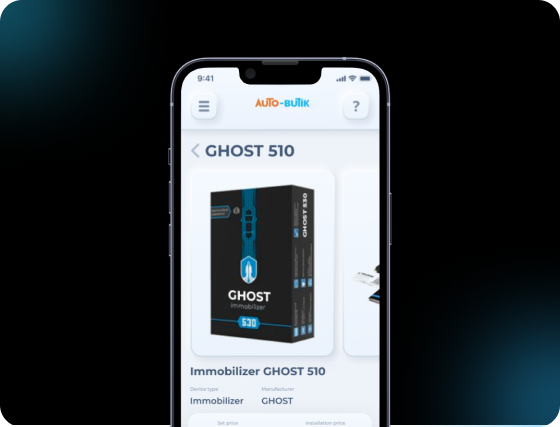 9:41
AUTO-BUTIK
?
GHOST 510
GHOST 530
GHOST
immobilizer
530
Immobilizer GHOST 510
Device type Manufacturer
Immobilizer GHOST
Set price Installation price